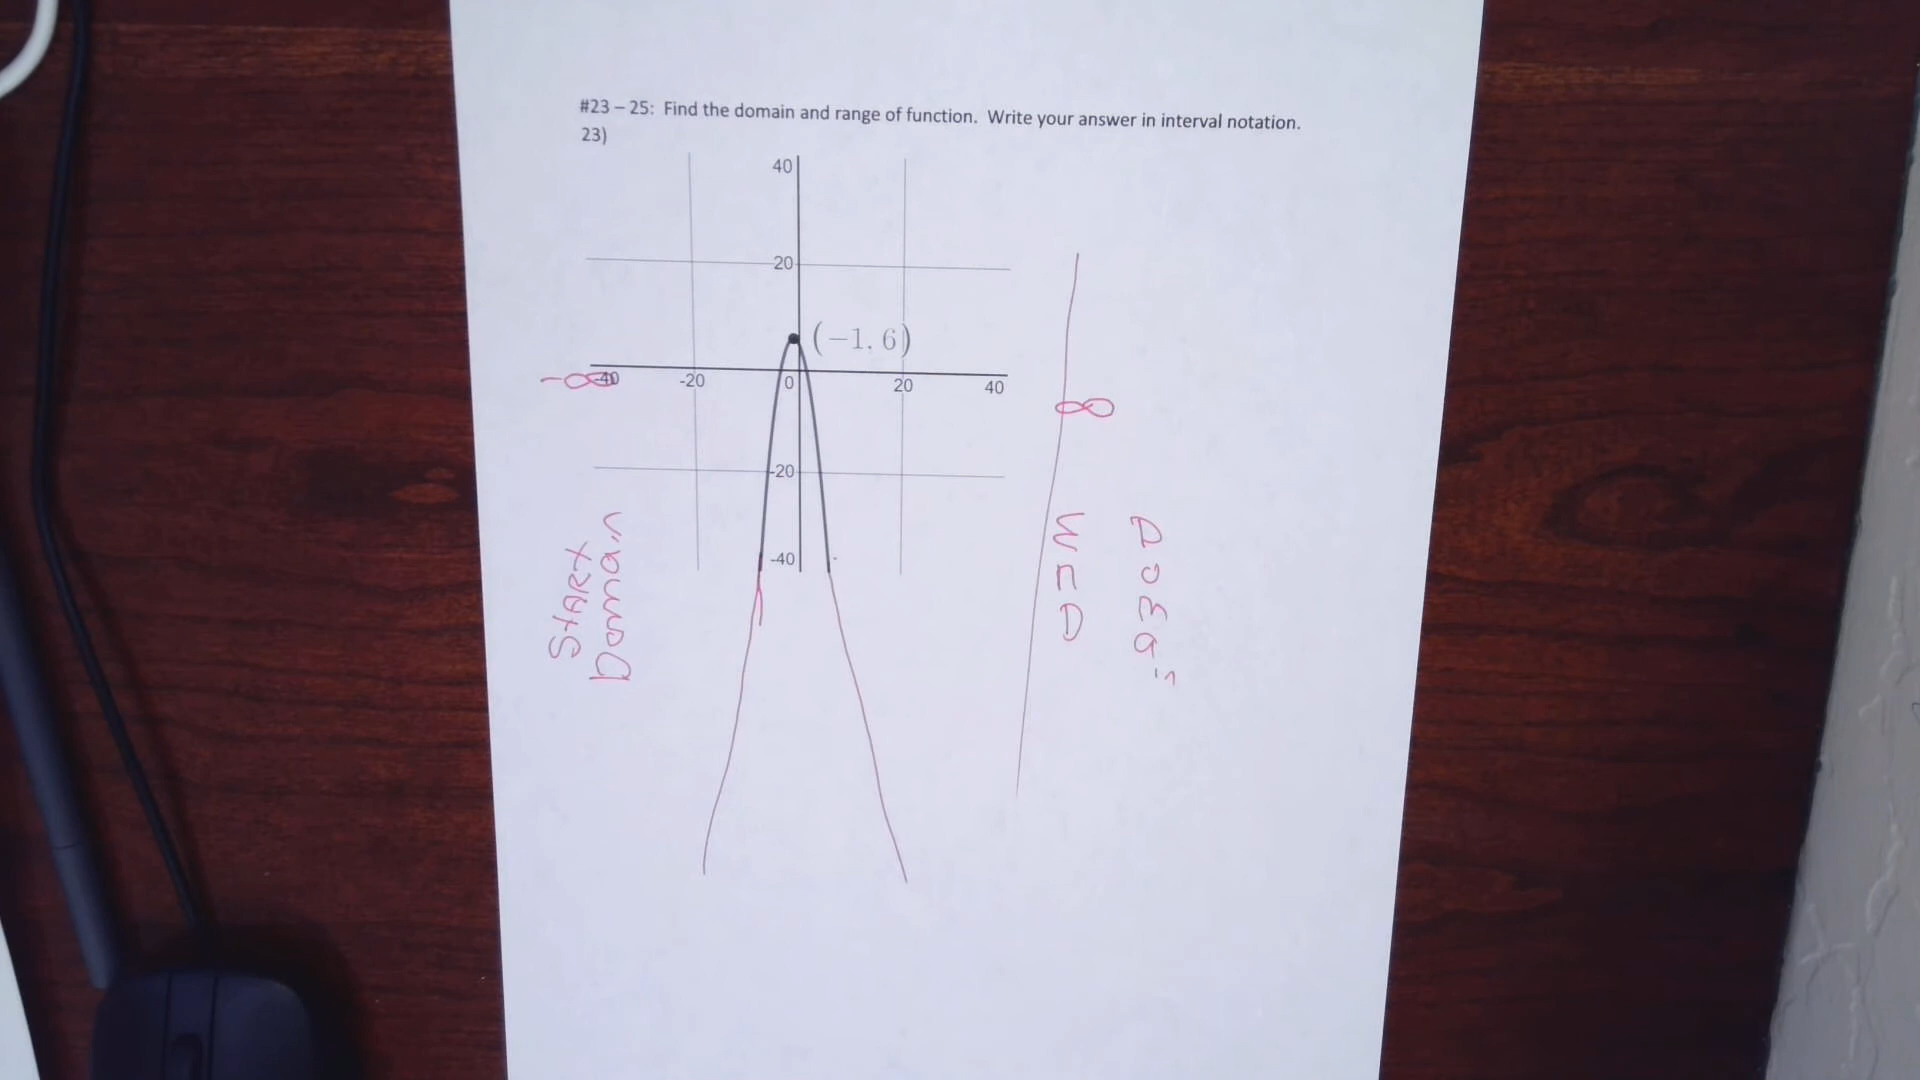 #23 – 25: Find the domain and range of function. Write your answer in interval notation.
23)
40
20
(−1, 6)
-∞
-40
-20
0
20
40
∞
-20
-40
START
Domain
END
Domain